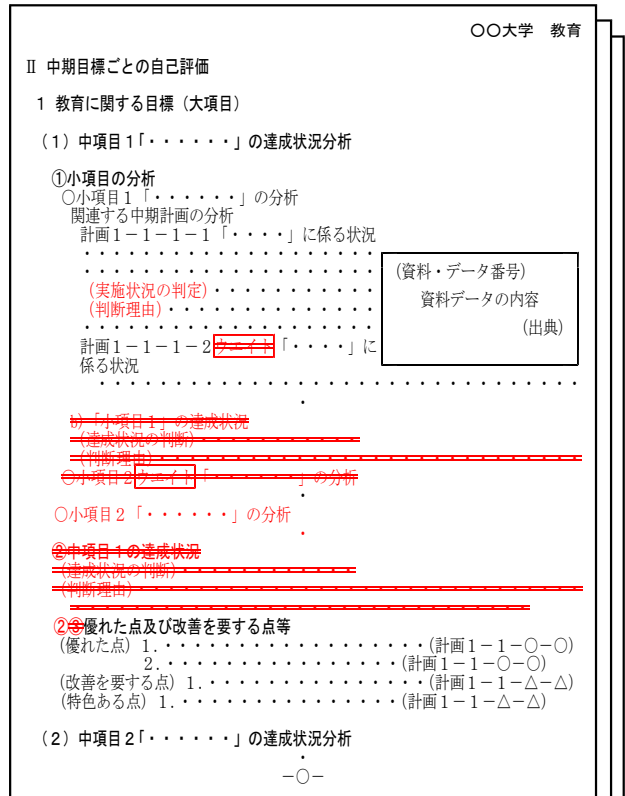 〇〇大学　教育
Ⅱ 中期目標ごとの自己評価
1 教育に関する目標（大項目）
（1）中項目1「・・・・・・」の達成状況分析
①小項目の分析
〇小項目１「・・・・・・」の分析
関連する中期計画の分析
計画１－１－１－１「・・・・」に係る状況
・・・・・・・・・・・・・・・・・・・・
・・・・・・・・・・・・・・・・・・・・
（実施状況の判定）・・・・・・・・・・・
（判断理由）・・・・・・・・・・・・・・
・・・・・・・・・・・・・・・・・・・・
計画１－１－１－２ウエイト「・・・・」に
係る状況
（資料・データ番号）
資料データの内容
（出典）
・・・・・・・・・・・・・・・・・・・・・・・・・・・・・・・・
・
b)「小項目１」の達成状況
（達成状況の判断）・・・・・・・・・・・
（判断理由）・・・・・・・・・・・・・・・・・・・・・・・・・・・・
〇小項目２ウエイト「・・・・・・」の分析
・
〇小項目２「・・・・・・」の分析
・
②中項目１の達成状況
（達成状況の判断）・・・・・・・・・・・・
（判断理由）・・・・・・・・・・・・・・・・・・・・・・・・・・・・・
・・・・・・・・・・・・・・・・・・・・・・・・・・・・・・
②③優れた点及び改善を要する点等
（優れた点）１．・・・・・・・・・・・・・・・・・（計画１－１－〇－〇）
２．・・・・・・・・・・・・・・・（計画１－１－〇－〇）
（改善を要する点）１．・・・・・・・・・・・・・・（計画１－１－△－△）
（特色ある点）１．・・・・・・・・・・・・・・・（計画１－１－△－△）
（2）中項目2「・・・・・・」の達成状況分析
・
－〇－